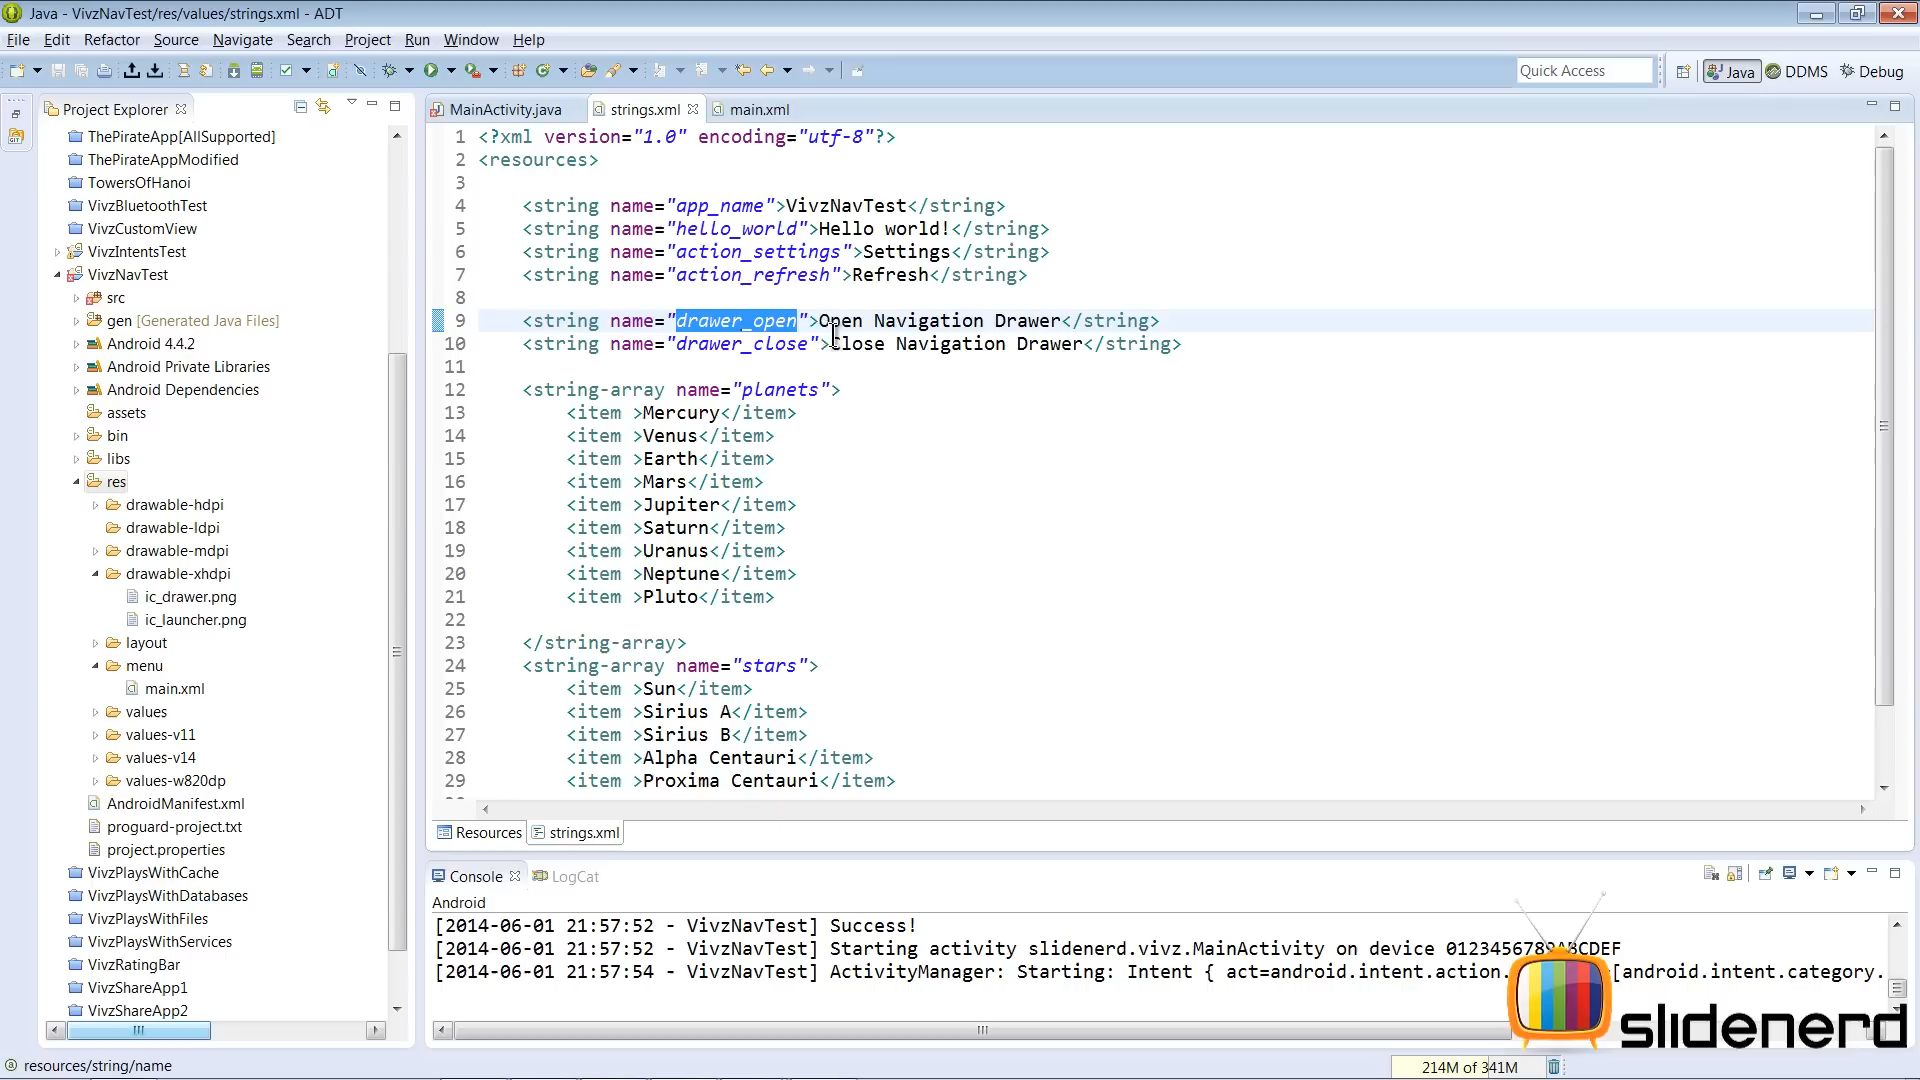 Java - VivzNavTest/res/values/strings.xml - ADT
File Edit Refactor Source Navigate Search Project Run Window Help
Quick Access
Java
DDMS
Debug
Project Explorer
ThePirateApp[AllSupported]
ThePirateAppModified
TowersOfHanoi
VivzBluetoothTest
VivzCustomView
VivzIntentsTest
VivzNavTest
src
gen [Generated Java Files]
Android 4.4.2
Android Private Libraries
Android Dependencies
assets
bin
libs
res
drawable-hdpi
drawable-ldpi
drawable-mdpi
drawable-xhdpi
ic_drawer.png
ic_launcher.png
layout
menu
main.xml
values
values-v11
values-v14
values-w820dp
AndroidManifest.xml
proguard-project.txt
project.properties
VivzPlaysWithCache
VivzPlaysWithDatabases
VivzPlaysWithFiles
VivzPlaysWithServices
VivzRatingBar
VivzShareApp1
VivzShareApp2
MainActivity.java strings.xml main.xml
1 <?xml version="1.0" encoding="utf-8"?>
2 <resources>
3
4 <string name="app_name">VivzNavTest</string>
5 <string name="hello_world">Hello world!</string>
6 <string name="action_settings">Settings</string>
7 <string name="action_refresh">Refresh</string>
8
9 <string name="drawer_open">Open Navigation Drawer</string>
10 <string name="drawer_close">Close Navigation Drawer</string>
11
12 <string-array name="planets">
13 <item >Mercury</item>
14 <item >Venus</item>
15 <item >Earth</item>
16 <item >Mars</item>
17 <item >Jupiter</item>
18 <item >Saturn</item>
19 <item >Uranus</item>
20 <item >Neptune</item>
21 <item >Pluto</item>
22
23 </string-array>
24 <string-array name="stars">
25 <item >Sun</item>
26 <item >Sirius A</item>
27 <item >Sirius B</item>
28 <item >Alpha Centauri</item>
29 <item >Proxima Centauri</item>
Resources strings.xml
Console LogCat
Android
[2014-06-01 21:57:52 - VivzNavTest] Success!
[2014-06-01 21:57:52 - VivzNavTest] Starting activity slidenerd.vivz.MainActivity on device 0123456789ABCDEF
[2014-06-01 21:57:54 - VivzNavTest] ActivityManager: Starting: Intent { act=android.intent.action. [android.intent.category.
slidenerd
resources/string/name
214M of 341M